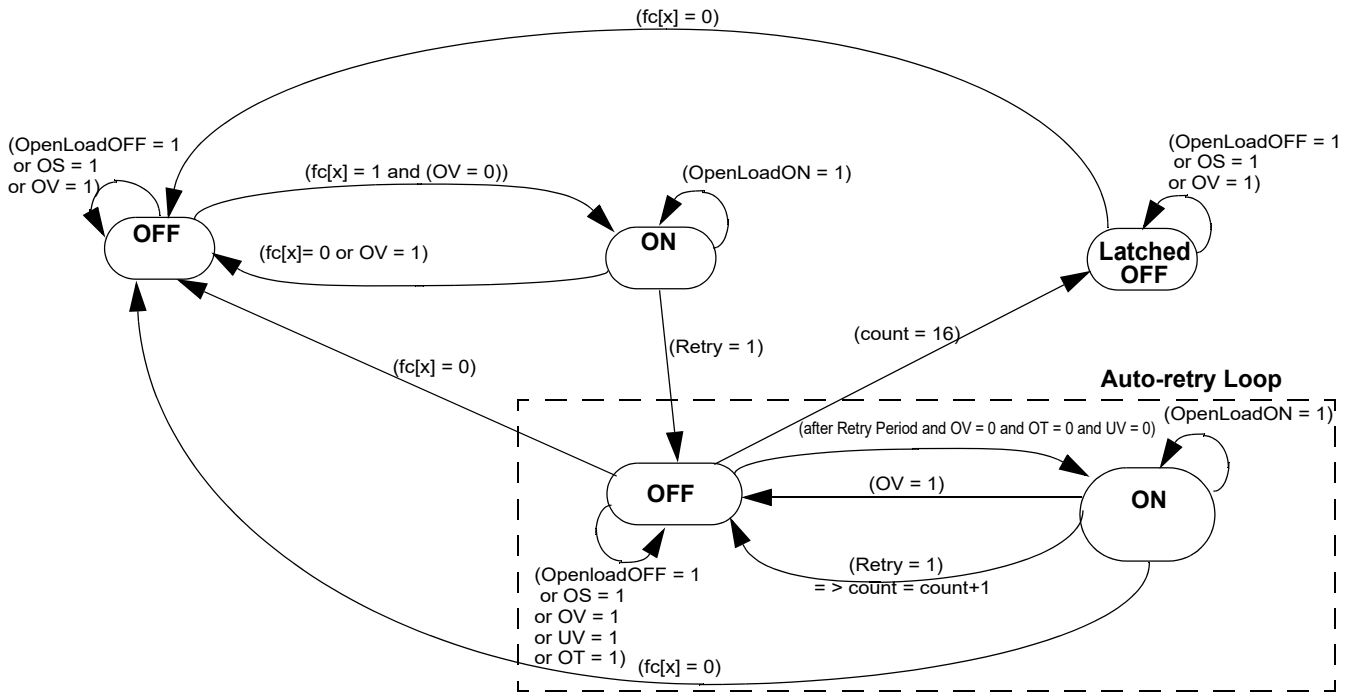 (fc[x] = 0)
(OpenLoadOFF = 1
or OS = 1
or OV = 1)
(fc[x] = 1 and (OV = 0))
(OpenLoadON = 1)
(OpenLoadOFF = 1
or OS = 1
or OV = 1)
OFF
(fc[x]= 0 or OV = 1)
ON
Latched
OFF
(Retry = 1)
(count = 16)
(fc[x] = 0)
Auto-retry Loop
(OpenLoadON = 1)
(after Retry Period and OV = 0 and OT = 0 and UV = 0)
OFF
(OV = 1)
ON
(Retry = 1)
= > count = count+1
(OpenloadOFF = 1
or OS = 1
or OV = 1
or UV = 1
or OT = 1)
(fc[x] = 0)